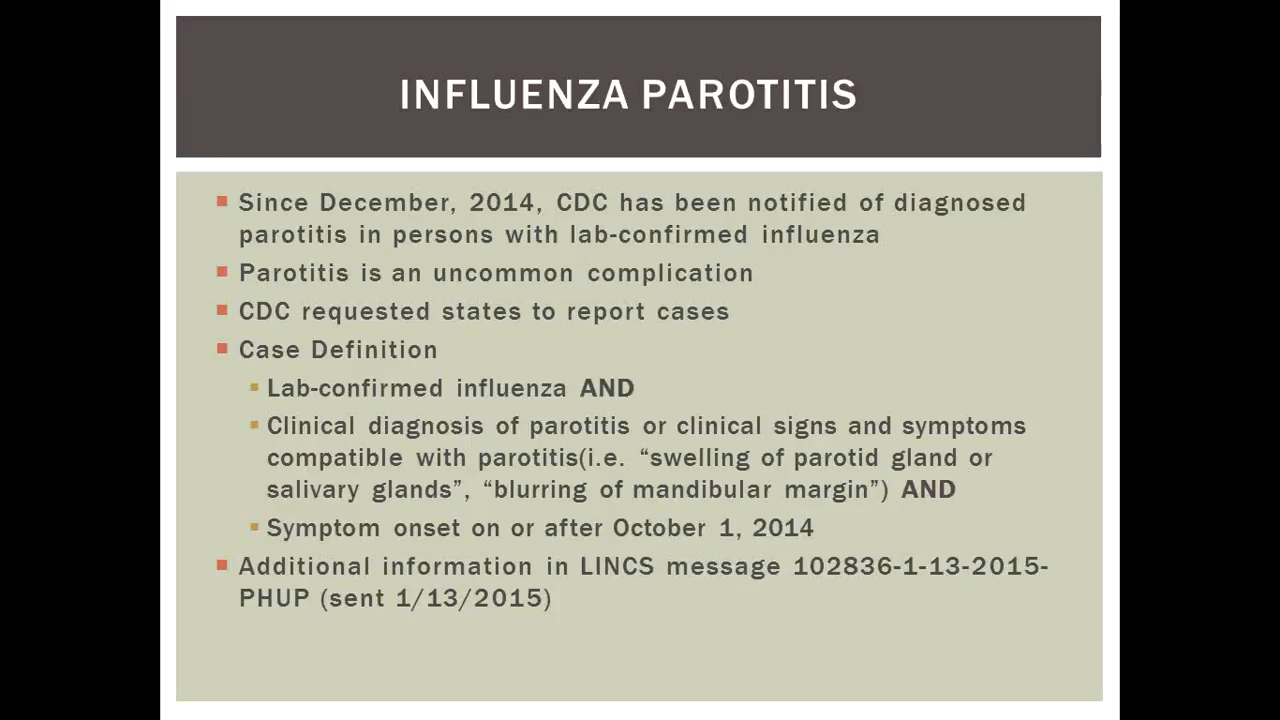 INFLUENZA PAROTITIS
Since December, 2014, CDC has been notified of diagnosed
parotitis in persons with lab-confirmed influenza
Parotitis is an uncommon complication
CDC requested states to report cases
Case Definition
Lab-confirmed influenza AND
Clinical diagnosis of parotitis or clinical signs and symptoms
compatible with parotitis(i.e. “swelling of parotid gland or
salivary glands”, “blurring of mandibular margin”) AND
Symptom onset on or after October 1, 2014
Additional information in LINCS message 102836-1-13-2015-
PHUP (sent 1/13/2015)